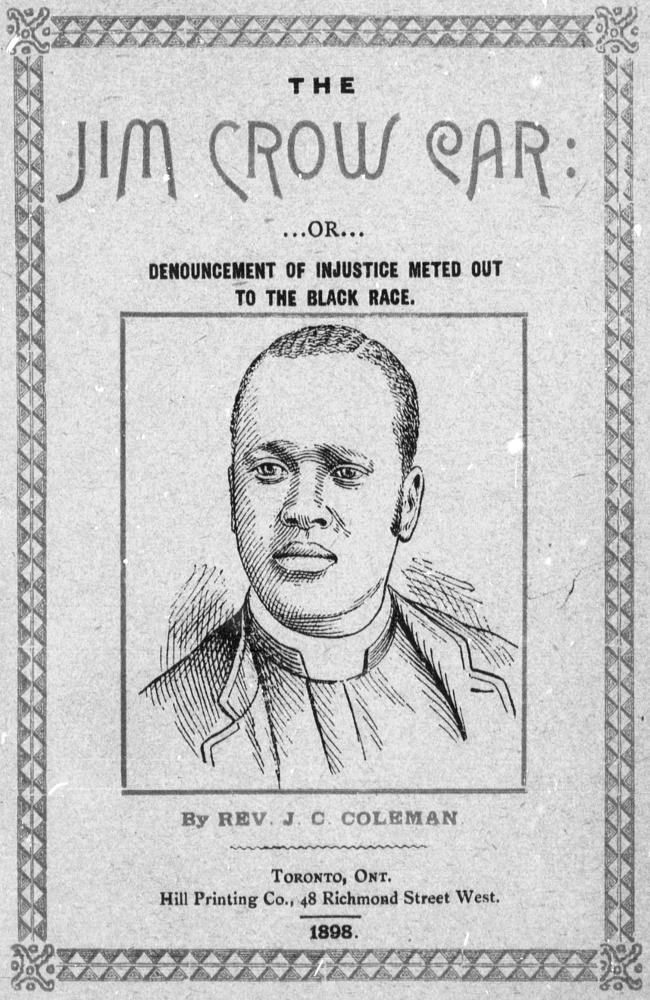 THE
JIM CROW CAR:
...OR...
DENOUNCEMENT OF INJUSTICE METED OUT
TO THE BLACK RACE.
By REV. J. C. COLEMAN
TORONTO, ONT.
Hill Printing Co., 48 Richmond Street West.
1898.